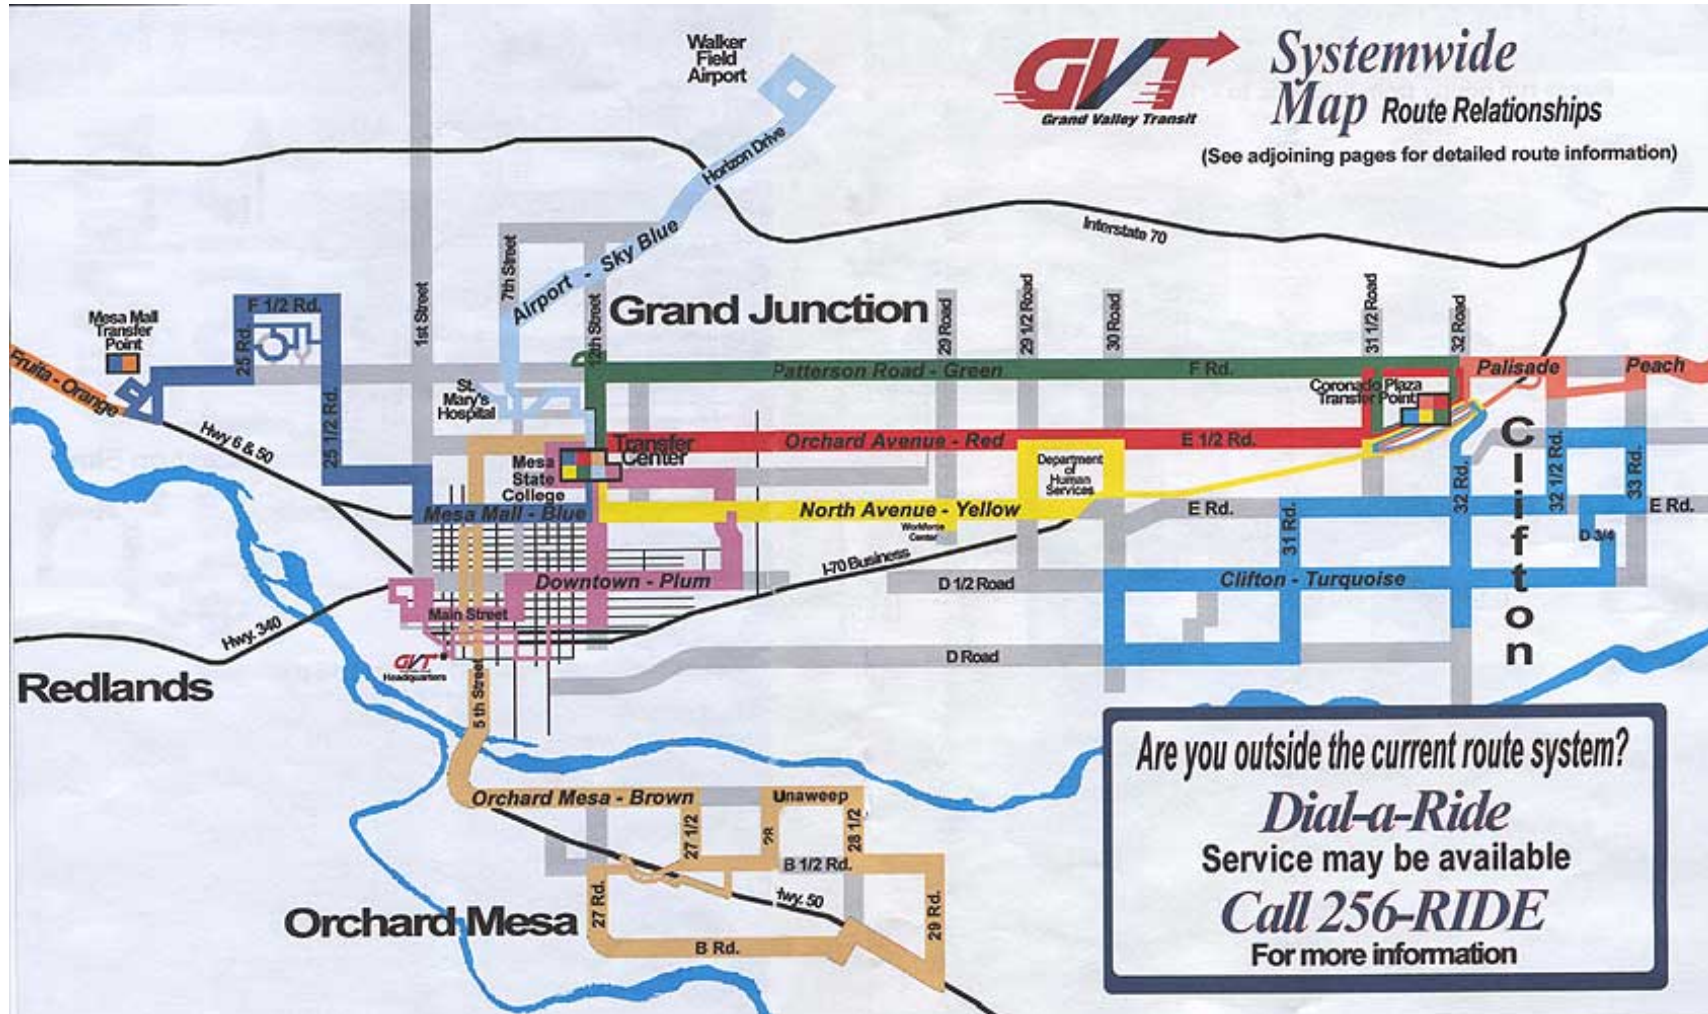 Walker
Field
Airport
GVT
Grand Valley Transit
Systemwide
Map Route Relationships
(See adjoining pages for detailed route information)
Horizon Drive
Interstate 70
Airport - Sky Blue
7th Street
12th Street
1st Street
Grand Junction
29 Road
29 1/2 Road
30 Road
31 1/2 Road
32 Road
Mesa Mall
Transfer
Point
F 1/2 Rd.
25 Rd.
25 1/2 Rd.
Fruita - Orange
Hwy 6 & 50
St.
Mary's
Hospital
Patterson Road - Green
F Rd.
Palisade
Peach
Coronado Plaza
Transfer Point
Orchard Avenue - Red
E 1/2 Rd.
Transfer
Center
Mesa
State
College
Department
of
Human
Services
Clifton
32 Rd.
32 1/2 Rd.
33 Rd.
Mesa Mall - Blue
North Avenue - Yellow
E Rd.
E Rd.
Workforce
Center
31 Rd.
D 3/4
I-70 Business
Downtown - Plum
D 1/2 Road
Clifton - Turquoise
Main Street
Hwy. 340
GVT
Headquarters
D Road
Redlands
5 th Street
Orchard Mesa - Brown
Unaweep
27 1/2
28
28 1/2
B 1/2 Rd.
Hwy. 50
27 Rd.
29 Rd.
Orchard Mesa
B Rd.
Are you outside the current route system?
Dial-a-Ride
Service may be available
Call 256-RIDE
For more information